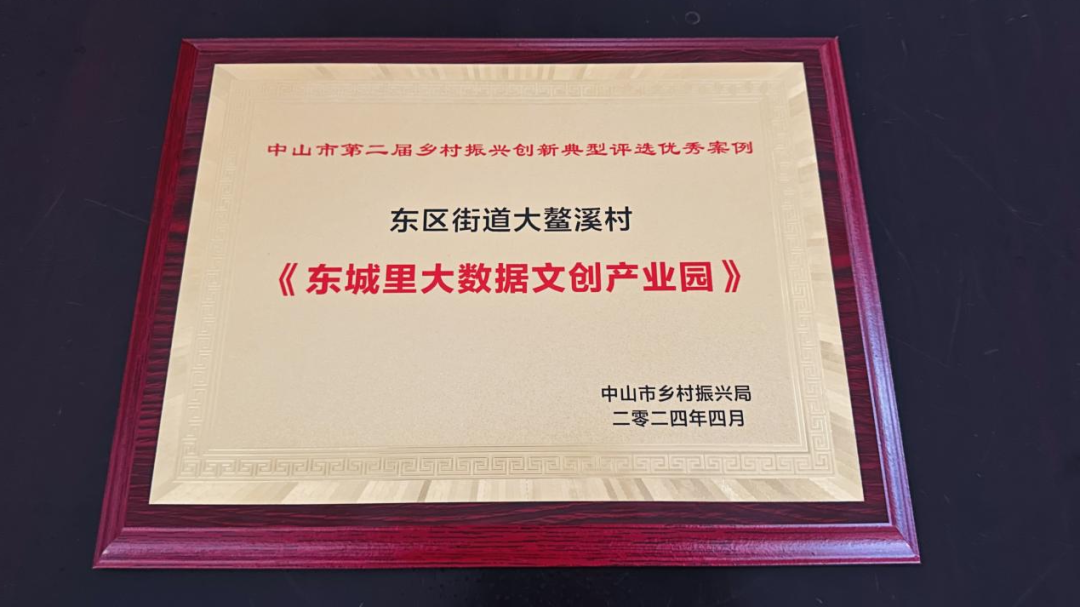 中山市第二届乡村振兴创新典型评选优秀案例
东区街道大鳌溪村
《东城里大数据文创产业园》
中山市乡村振兴局
二零二四年四月